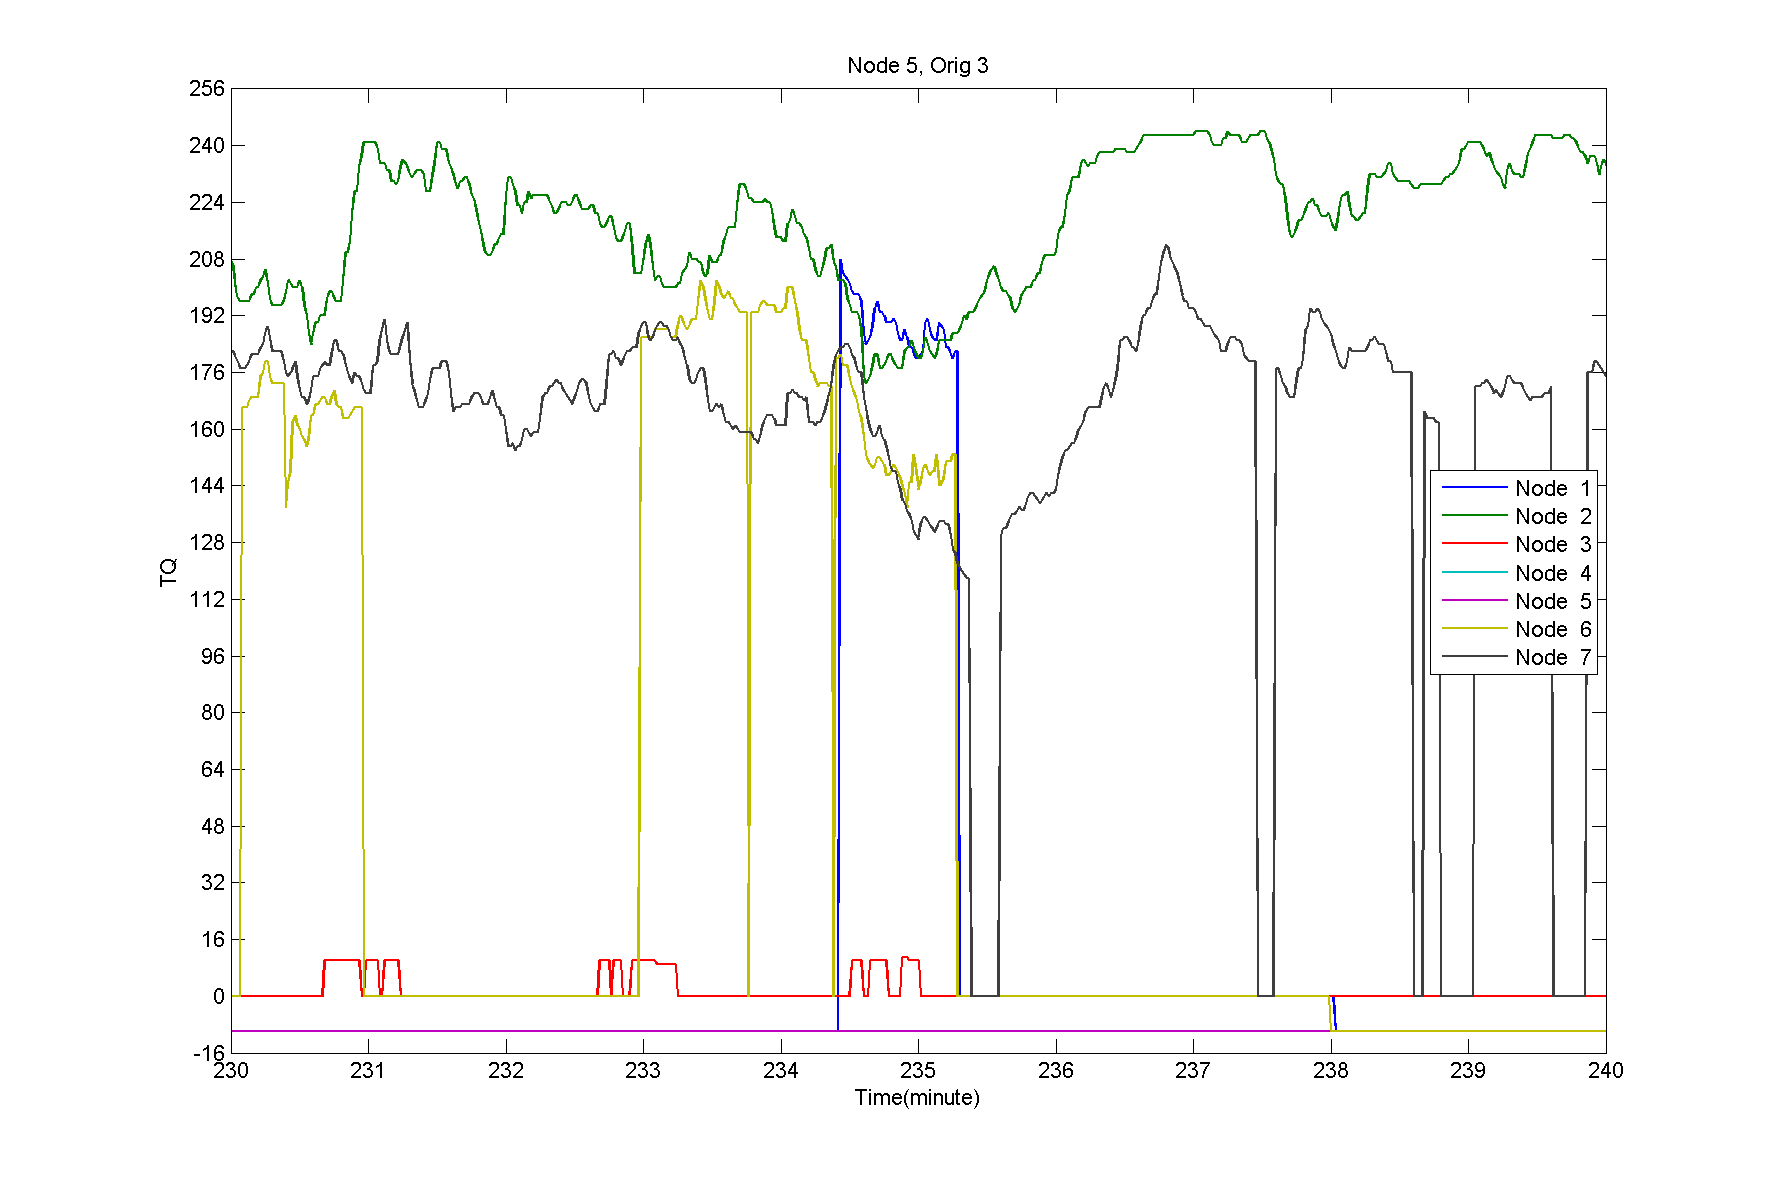 Node 5, Orig 3
256
240
224
208
192
176
160
144
128
112
96
80
64
48
32
16
0
-16
TQ
Node 1
Node 2
Node 3
Node 4
Node 5
Node 6
Node 7
230 231 232 233 234 235 236 237 238 239 240
Time(minute)